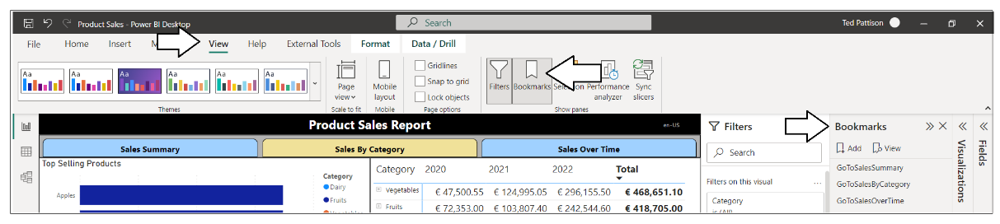 Product Sales - Power BI Desktop
Search
Ted Pattison
File Home Insert View Help External Tools Format Data / Drill
Aa Aa Aa Aa Aa Aa
Themes
Page view
Scale to fit
Mobile layout
Mobile
Gridlines
Snap to grid
Lock objects
Page options
Filters
Bookmarks
Performance analyzer
Sync slicers
Show panes
Product Sales Report
en-US
Sales Summary
Sales By Category
Sales Over Time
Top Selling Products
Apples
Category
Dairy
Fruits
Category 2020 2021 2022 Total
Vegetables € 47,500.55 € 124,995.05 € 296,155.50 € 468,651.10
Fruits € 72,353.00 € 103,807.40 € 242,544.60 € 418,705.00
Filters
Search
Filters on this visual ...
Category
is (All)
Bookmarks
Add View
GoToSalesSummary
GoToSalesByCategory
GoToSalesOverTime
Visualizations
Fields